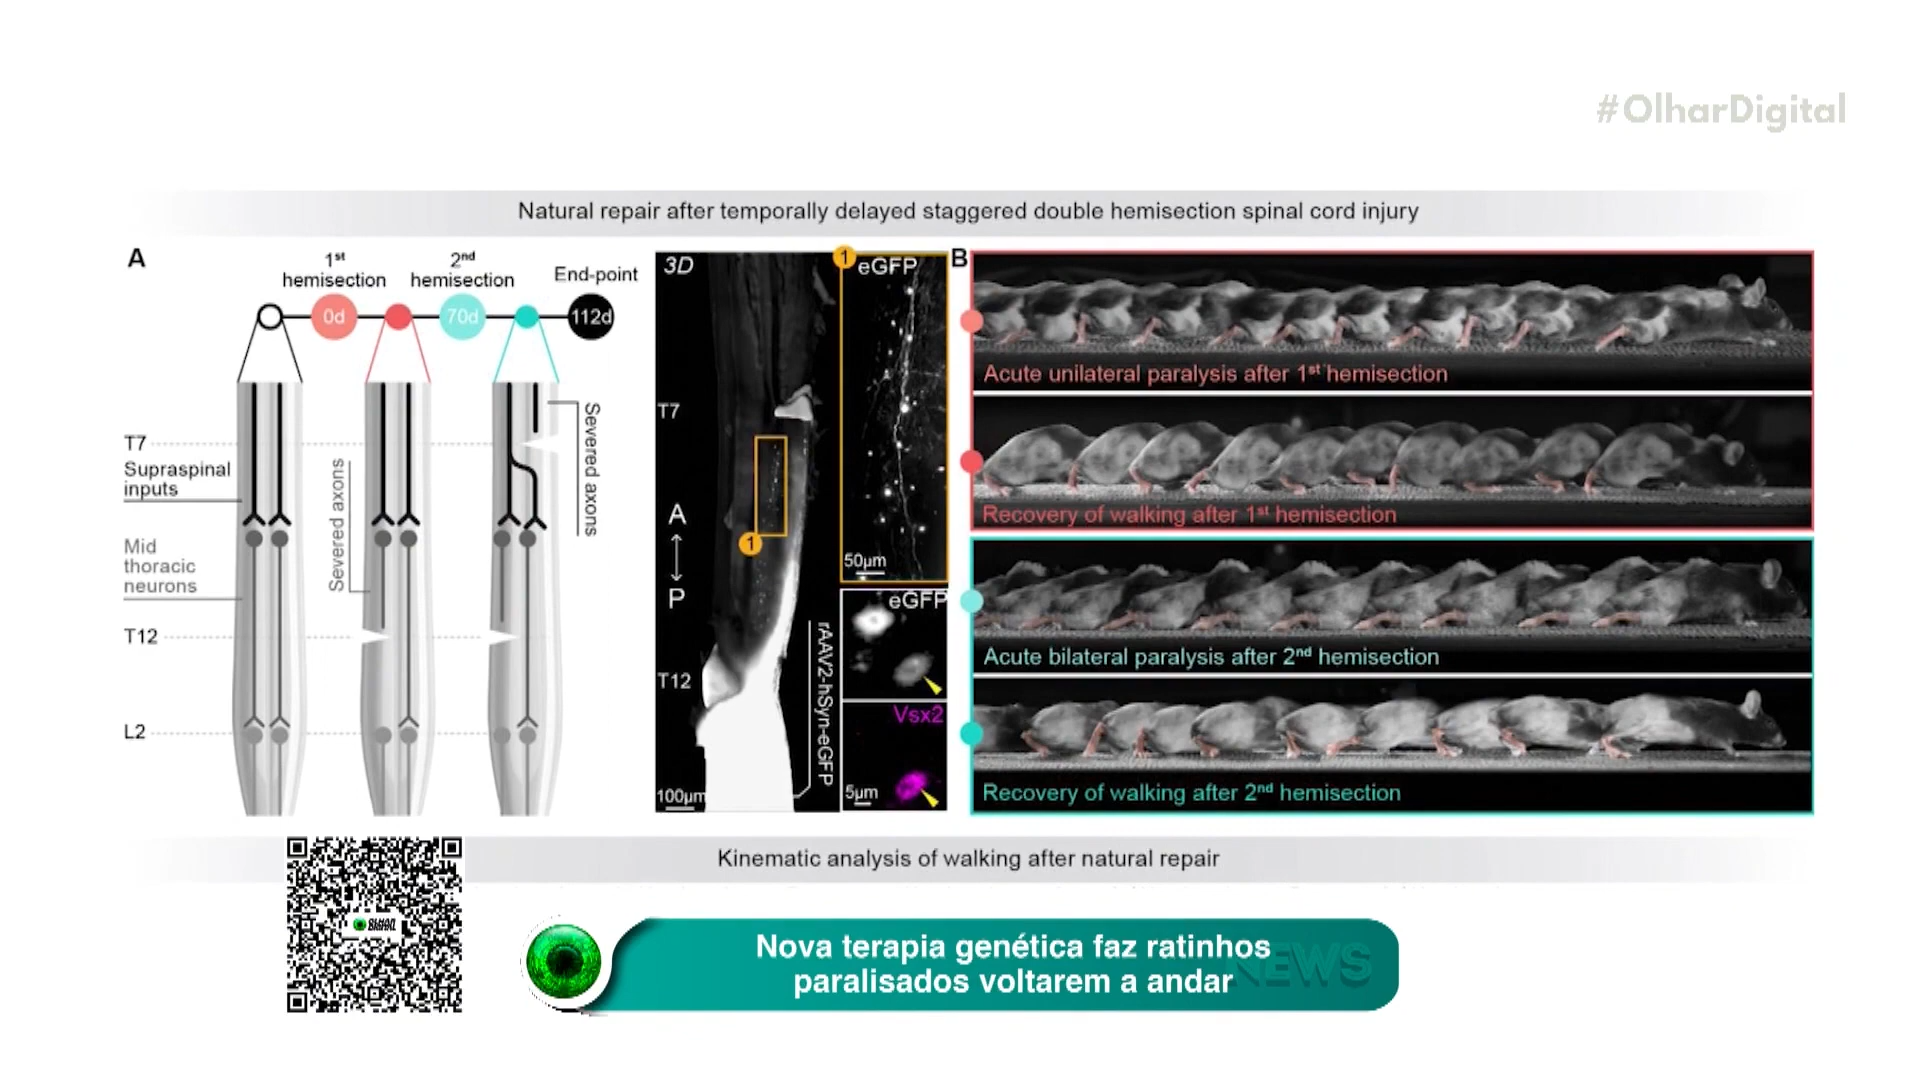 #OlharDigital
Natural repair after temporally delayed staggered double hemisection spinal cord injury
A
1st
hemisection
2nd
hemisection
End-point
0d
70d
112d
T7
Supraspinal
inputs
Mid
thoracic
neurons
T12
L2
Severed axons
Severed axons
3D
T7
A
P
T12
100µm
rAAV2-hSyn-eGFP
1
1
eGFP
50µm
eGFP
Vsx2
5µm
B
Acute unilateral paralysis after 1st hemisection
Recovery of walking after 1st hemisection
Acute bilateral paralysis after 2nd hemisection
Recovery of walking after 2nd hemisection
Kinematic analysis of walking after natural repair
Nova terapia genética faz ratinhos
paralisados voltarem a andar
NEWS